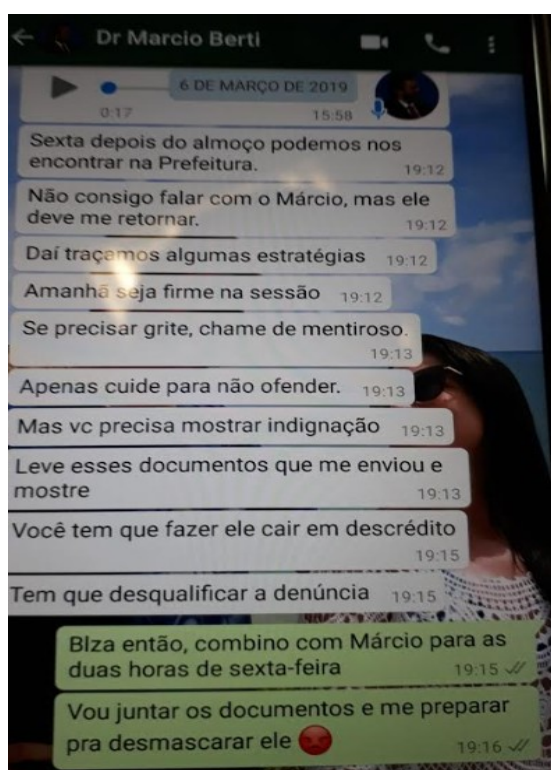 Dr Marcio Berti
6 DE MARÇO DE 2019
0:17 15:58
Sexta depois do almoço podemos nos
encontrar na Prefeitura. 19:12
Não consigo falar com o Márcio, mas ele
deve me retornar. 19:12
Daí traçamos algumas estratégias 19:12
Amanhã seja firme na sessão 19:12
Se precisar grite, chame de mentiroso.
19:13
Apenas cuide para não ofender. 19:13
Mas vc precisa mostrar indignação 19:13
Leve esses documentos que me enviou e
mostre 19:13
Você tem que fazer ele cair em descrédito
19:15
Tem que desqualificar a denúncia 19:15
Blza então, combino com Márcio para as
duas horas de sexta-feira 19:15
Vou juntar os documentos e me preparar
pra desmascarar ele 😡 19:16